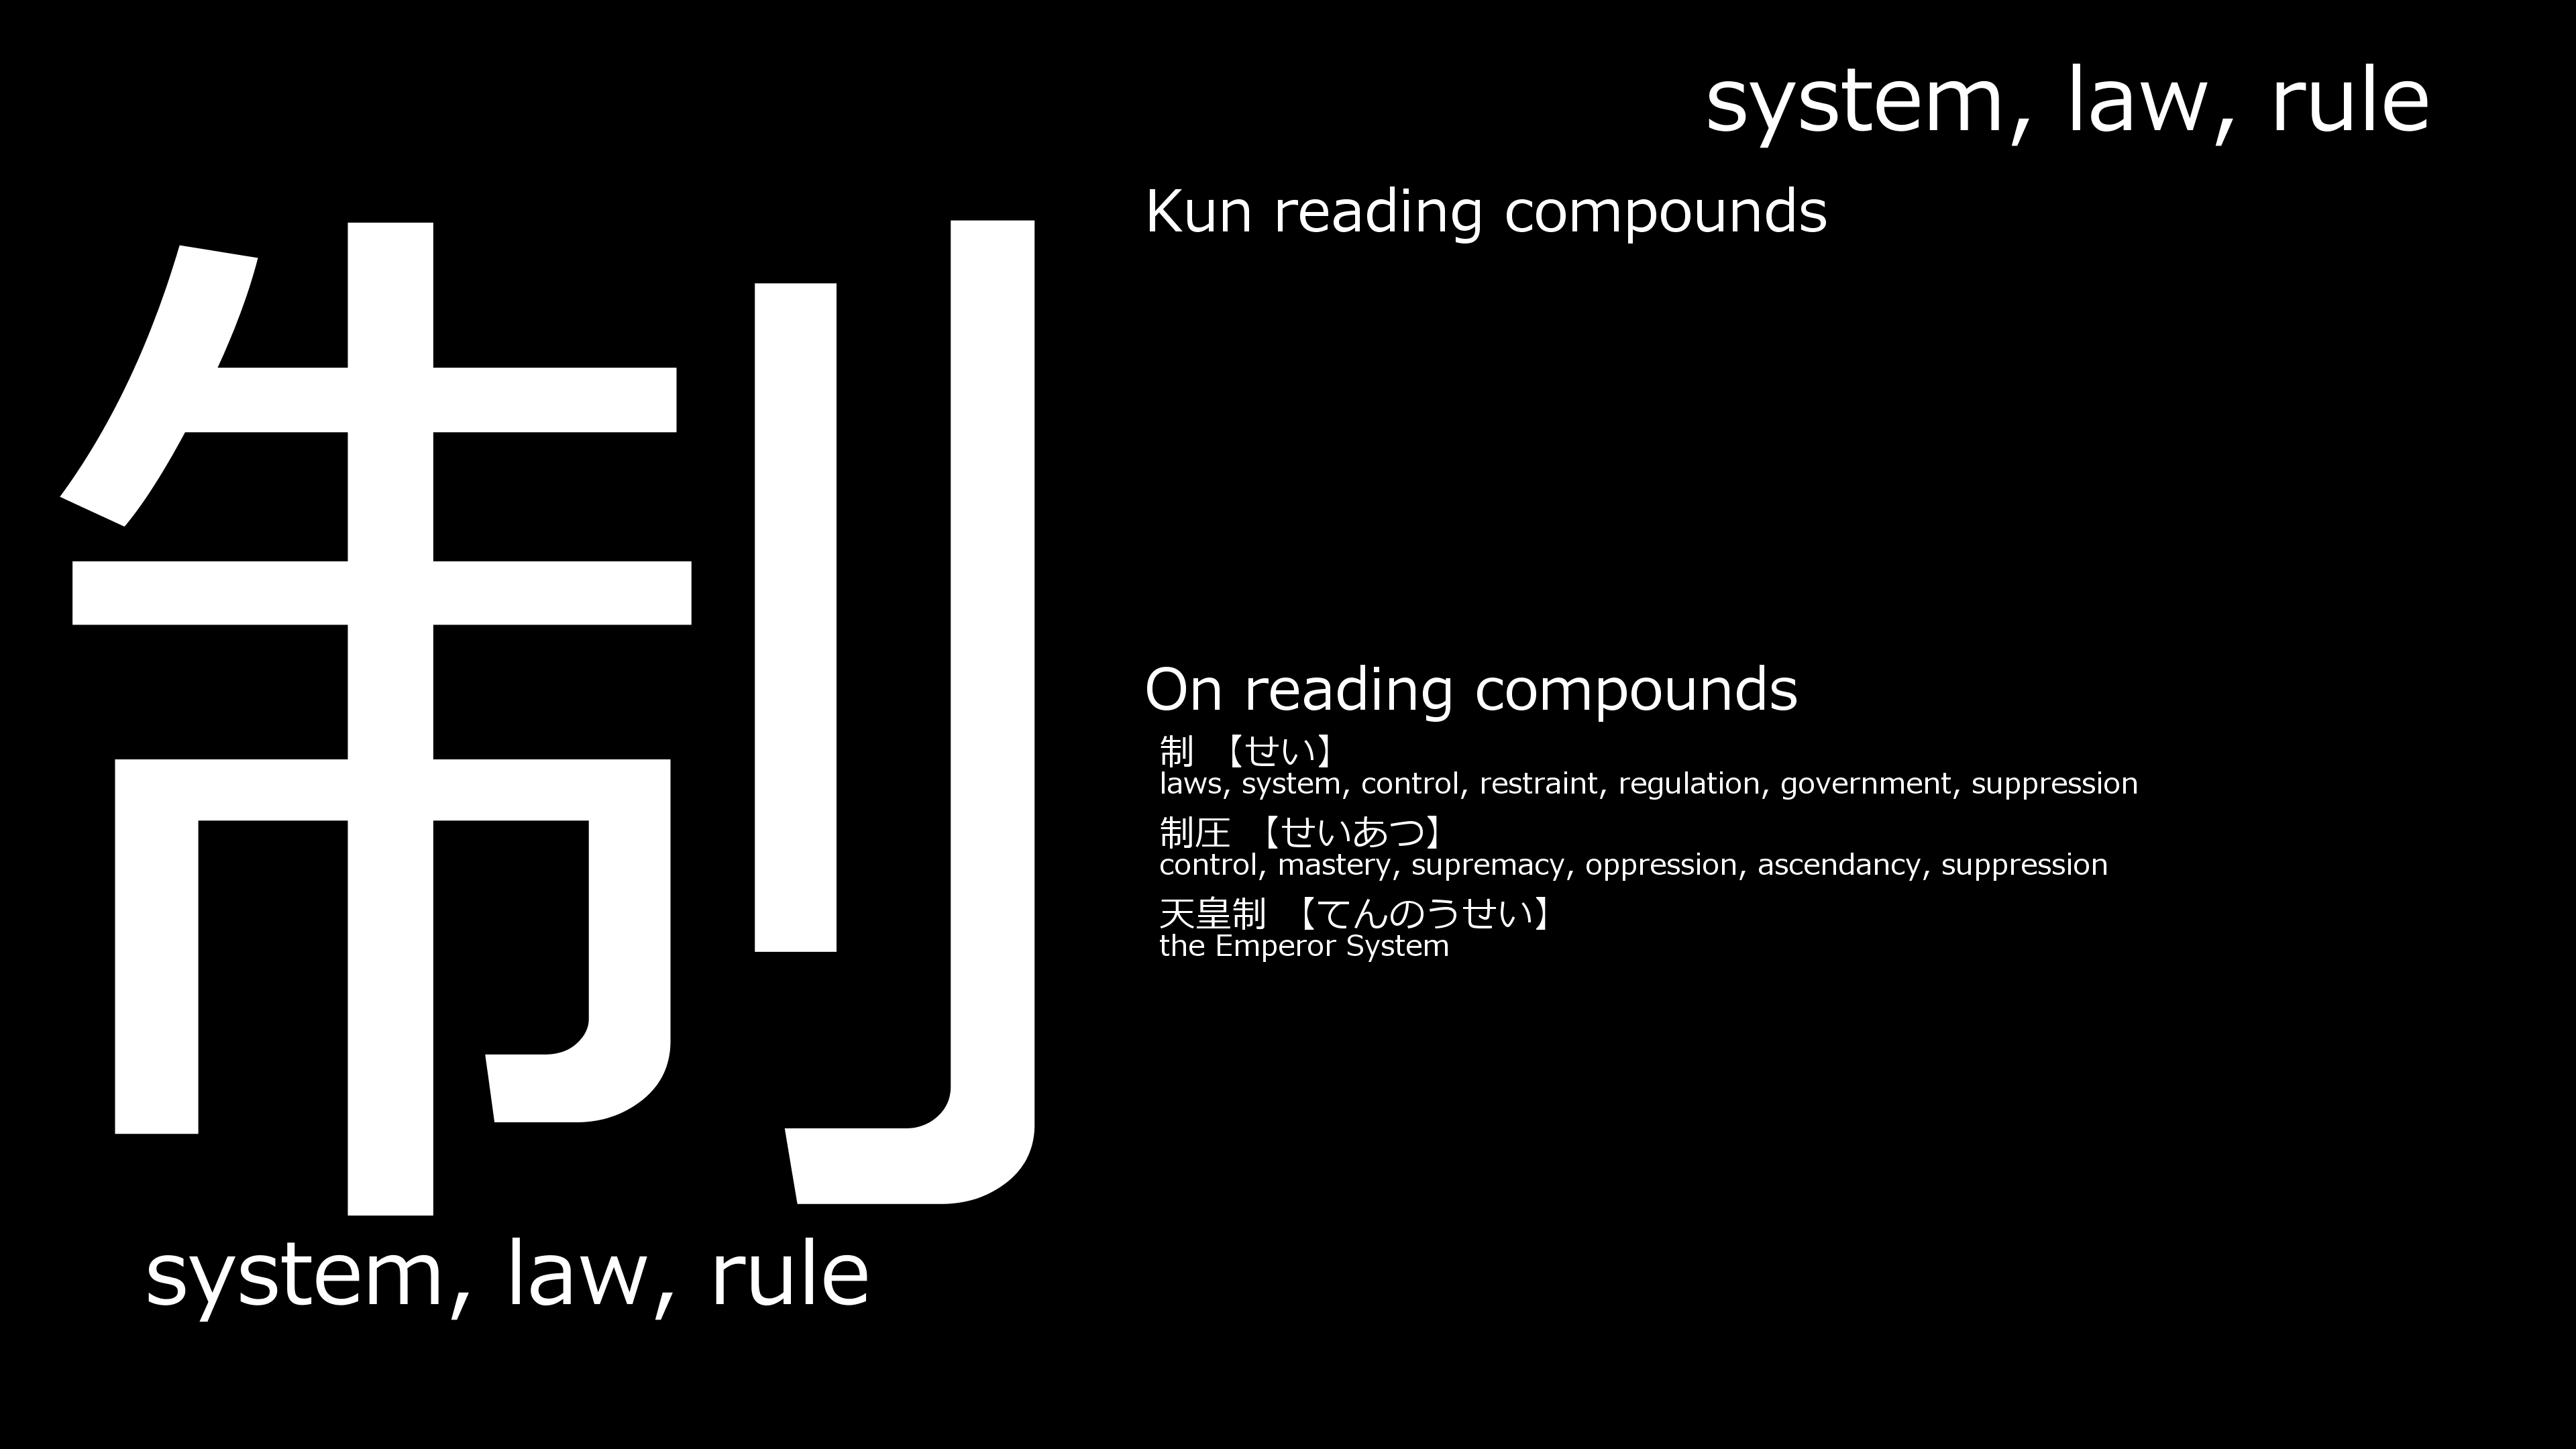 制
system, law, rule
system, law, rule
Kun reading compounds
On reading compounds
制 【せい】
laws, system, control, restraint, regulation, government, suppression
制圧 【せいあつ】
control, mastery, supremacy, oppression, ascendancy, suppression
天皇制 【てんのうせい】
the Emperor System